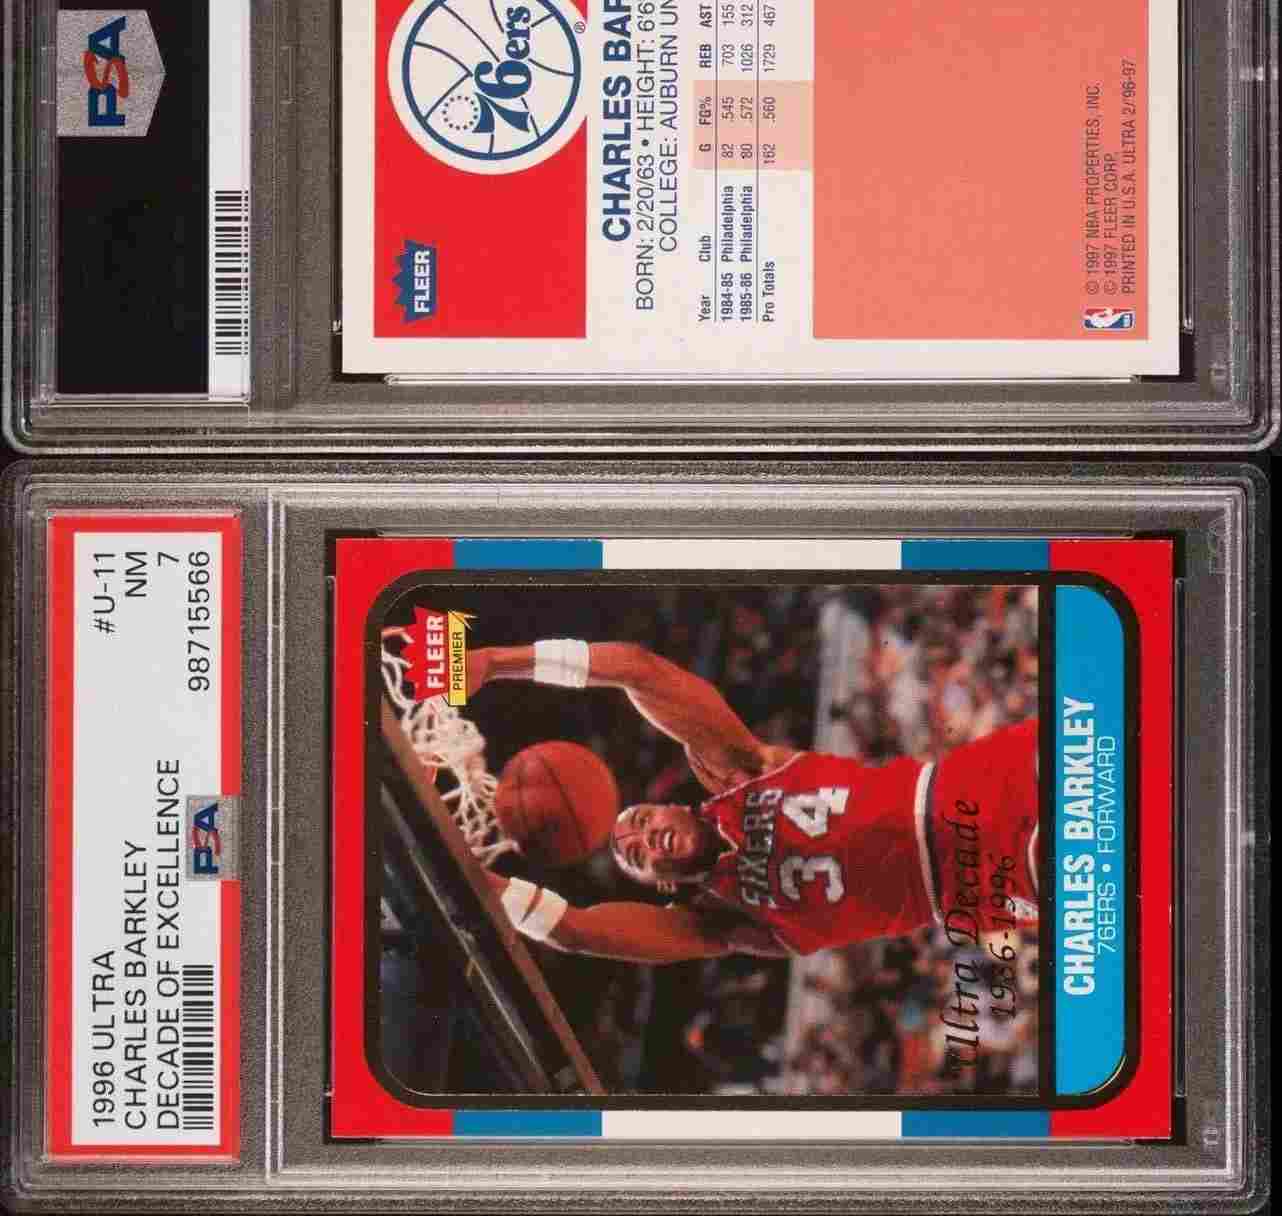 PSA
76ers
®
FLEER
CHARLES BAR
BORN: 2/20/63 • HEIGHT: 6'6
COLLEGE: AUBURN UN
Year Club G FG% REB AST
1984-85 Philadelphia 82 .545 703 155
1985-86 Philadelphia 80 .572 1026 312
Pro Totals 162 .560 1729 467
© 1997 NBA PROPERTIES, INC.
© 1997 FLEER CORP.
PRINTED IN U.S.A. ULTRA 2/'96-97
NBA
1996 ULTRA #U-11
CHARLES BARKLEY NM
DECADE OF EXCELLENCE 7
98715566
PSA
FLEER
PREMIER
SIXERS
34
Ultra Decade
1986-1996
CHARLES BARKLEY
76ERS • FORWARD